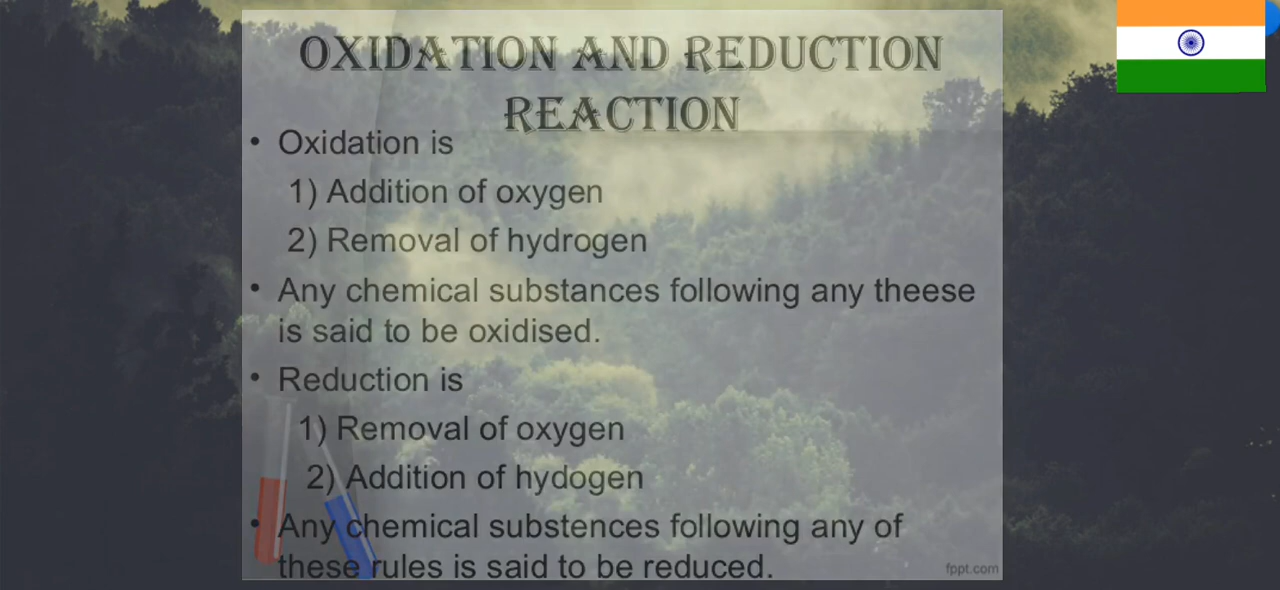 OXIDATION AND REDUCTION
REACTION
• Oxidation is
1) Addition of oxygen
2) Removal of hydrogen
• Any chemical substances following any theese
is said to be oxidised.
• Reduction is
1) Removal of oxygen
2) Addition of hydogen
• Any chemical substences following any of
these rules is said to be reduced.
fppt.com